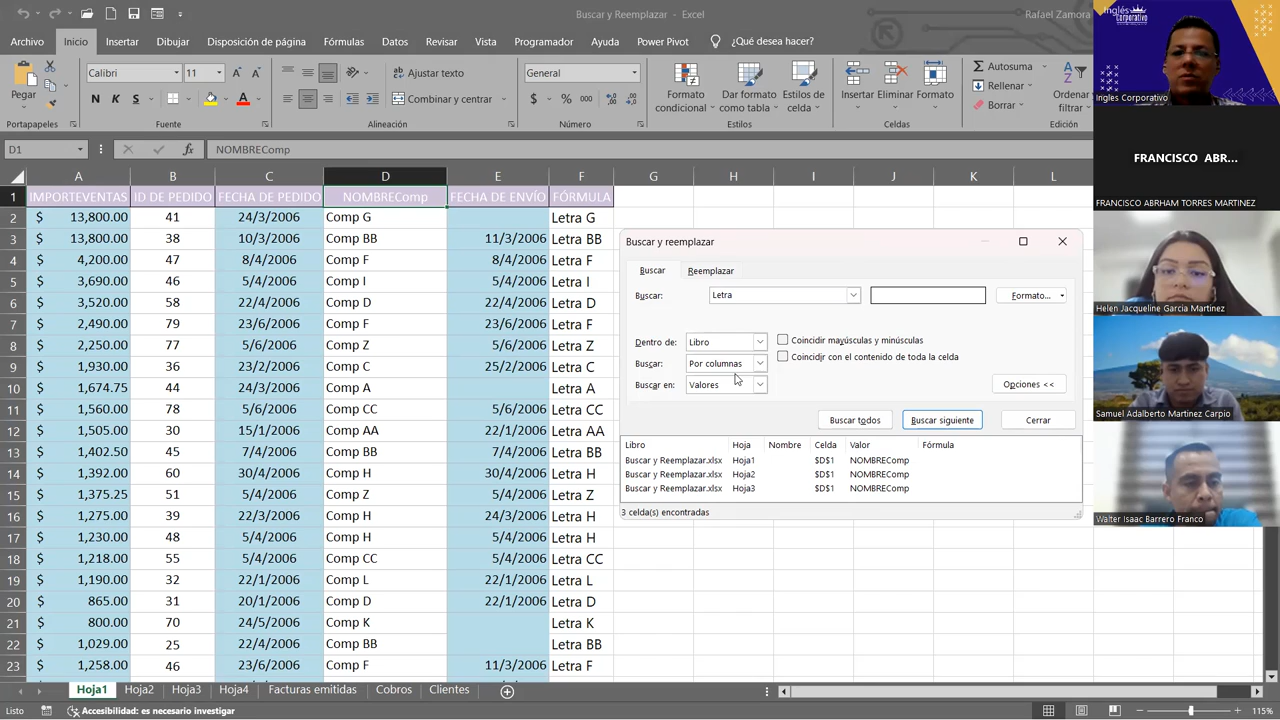 Buscar y Reemplazar - Excel
Rafael Zamora
Archivo Inicio Insertar Dibujar Disposición de página Fórmulas Datos Revisar Vista Programador Ayuda Power Pivot ¿Qué desea hacer?
Pegar
Calibri 11
N K S
Ajustar texto
Combinar y centrar
General
$ % 000
Formato condicional
Dar formato como tabla
Estilos de celda
Insertar Eliminar Formato
Autosuma
Rellenar
Borrar
Ordenar y filtrar
Portapapeles Fuente Alineación Número Estilos Celdas Edición
D1 fx NOMBREComp
A B C D E F G H I J K L
1 IMPORTEVENTAS ID DE PEDIDO FECHA DE PEDIDO NOMBREComp FECHA DE ENVÍO FÓRMULA
2 $ 13,800.00 41 24/3/2006 Comp G Letra G
3 $ 13,800.00 38 10/3/2006 Comp BB 11/3/2006 Letra BB
4 $ 4,200.00 47 8/4/2006 Comp F 8/4/2006 Letra F
5 $ 3,690.00 46 5/4/2006 Comp I 5/4/2006 Letra I
6 $ 3,520.00 58 22/4/2006 Comp D 22/4/2006 Letra D
7 $ 2,490.00 79 23/6/2006 Comp F 23/6/2006 Letra F
8 $ 2,250.00 77 5/6/2006 Comp Z 5/6/2006 Letra Z
9 $ 1,930.00 36 23/2/2006 Comp C 25/2/2006 Letra C
10 $ 1,674.75 44 24/3/2006 Comp A Letra A
11 $ 1,560.00 78 5/6/2006 Comp CC 5/6/2006 Letra CC
12 $ 1,505.00 30 15/1/2006 Comp AA 22/1/2006 Letra AA
13 $ 1,402.50 45 7/4/2006 Comp BB 7/4/2006 Letra BB
14 $ 1,392.00 60 30/4/2006 Comp H 30/4/2006 Letra H
15 $ 1,375.25 51 5/4/2006 Comp Z 5/4/2006 Letra Z
16 $ 1,275.00 39 22/3/2006 Comp H 24/3/2006 Letra H
17 $ 1,230.00 48 5/4/2006 Comp H 5/4/2006 Letra H
18 $ 1,218.00 55 5/4/2006 Comp CC 5/4/2006 Letra CC
19 $ 1,190.00 32 22/1/2006 Comp L 22/1/2006 Letra L
20 $ 865.00 31 20/1/2006 Comp D 22/1/2006 Letra D
21 $ 800.00 70 24/5/2006 Comp K Letra K
22 $ 1,029.00 25 22/4/2006 Comp BB Letra BB
23 $ 1,258.00 46 23/6/2006 Comp F 11/3/2006 Letra F
Buscar y reemplazar
Buscar Reemplazar
Buscar: Letra Formato...
Dentro de: Libro Coincidir mayúsculas y minúsculas
Buscar: Por columnas Coincidir con el contenido de toda la celda
Buscar en: Valores Opciones <<
Buscar todos Buscar siguiente Cerrar
Libro Hoja Nombre Celda Valor Fórmula
Buscar y Reemplazar.xlsx Hoja1 $D$1 NOMBREComp
Buscar y Reemplazar.xlsx Hoja2 $D$1 NOMBREComp
Buscar y Reemplazar.xlsx Hoja3 $D$1 NOMBREComp
3 celda(s) encontradas
Hoja1 Hoja2 Hoja3 Hoja4 Facturas emitidas Cobros Clientes
Listo Accesibilidad: es necesario investigar 115%
Inglés
Corporativo
Ingles Corporativo
FRANCISCO ABR...
FRANCISCO ABRHAM TORRES MARTINEZ
Helen Jacqueline Garcia Martinez
Samuel Adalberto Martinez Carpio
Walter Isaac Barrero Franco